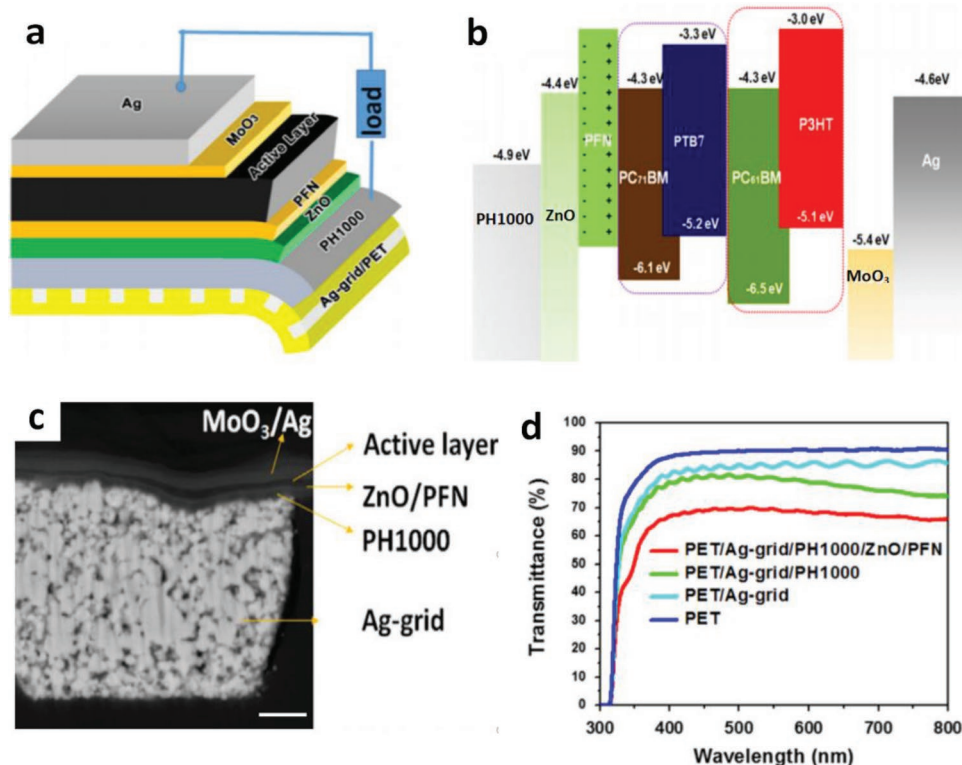 a
Ag
MoO₃
Active Layer
PFN
ZnO
PH1000
Ag-grid/PET
load
b
-4.9 eV
PH1000
-4.4 eV
ZnO
PFN
-4.3 eV
PC₇₁BM
-6.1 eV
-3.3 eV
PTB7
-5.2 eV
-4.3 eV
PC₆₁BM
-6.5 eV
-3.0 eV
P3HT
-5.1 eV
-5.4 eV
MoO₃
-4.6eV
Ag
c
MoO₃/Ag
Active layer
ZnO/PFN
PH1000
Ag-grid
d
Transmittance (%)
100
90
80
70
60
50
40
30
20
10
0
PET/Ag-grid/PH1000/ZnO/PFN
PET/Ag-grid/PH1000
PET/Ag-grid
PET
300 400 500 600 700 800
Wavelength (nm)